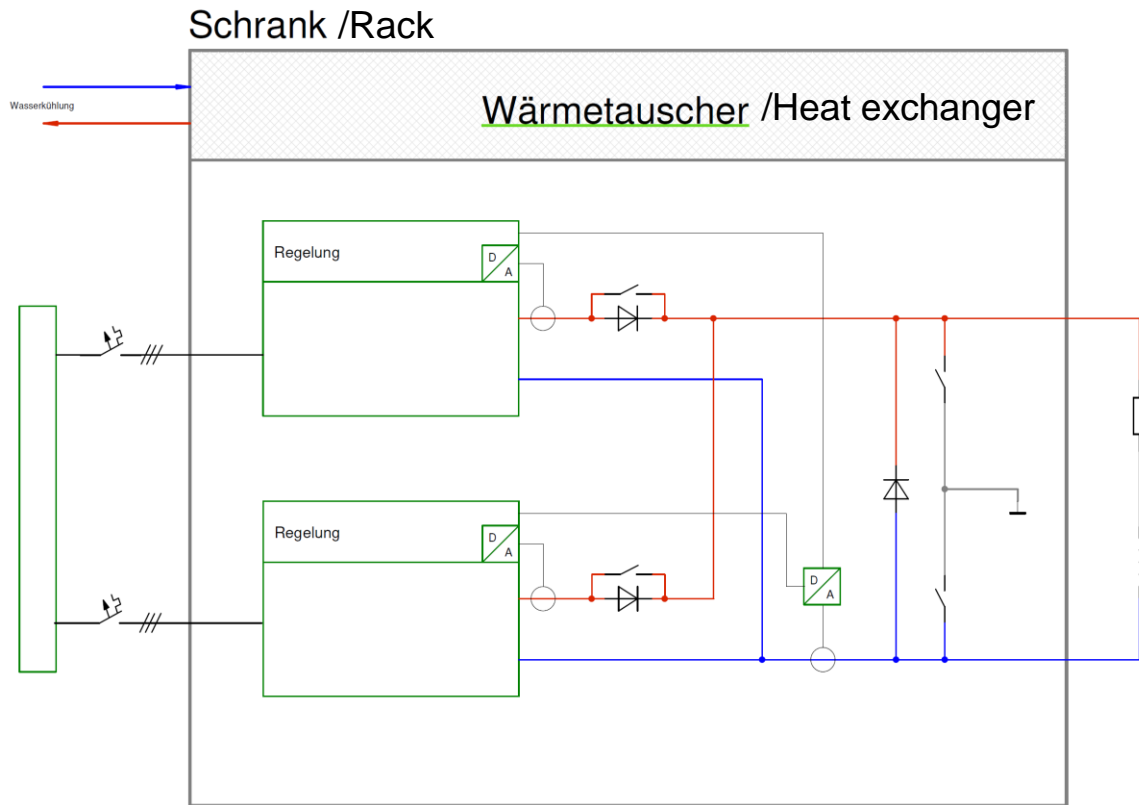 Schrank /Rack
Wasserkühlung
Wärmetauscher /Heat exchanger
Regelung
D
A
Regelung
D
A
D
A